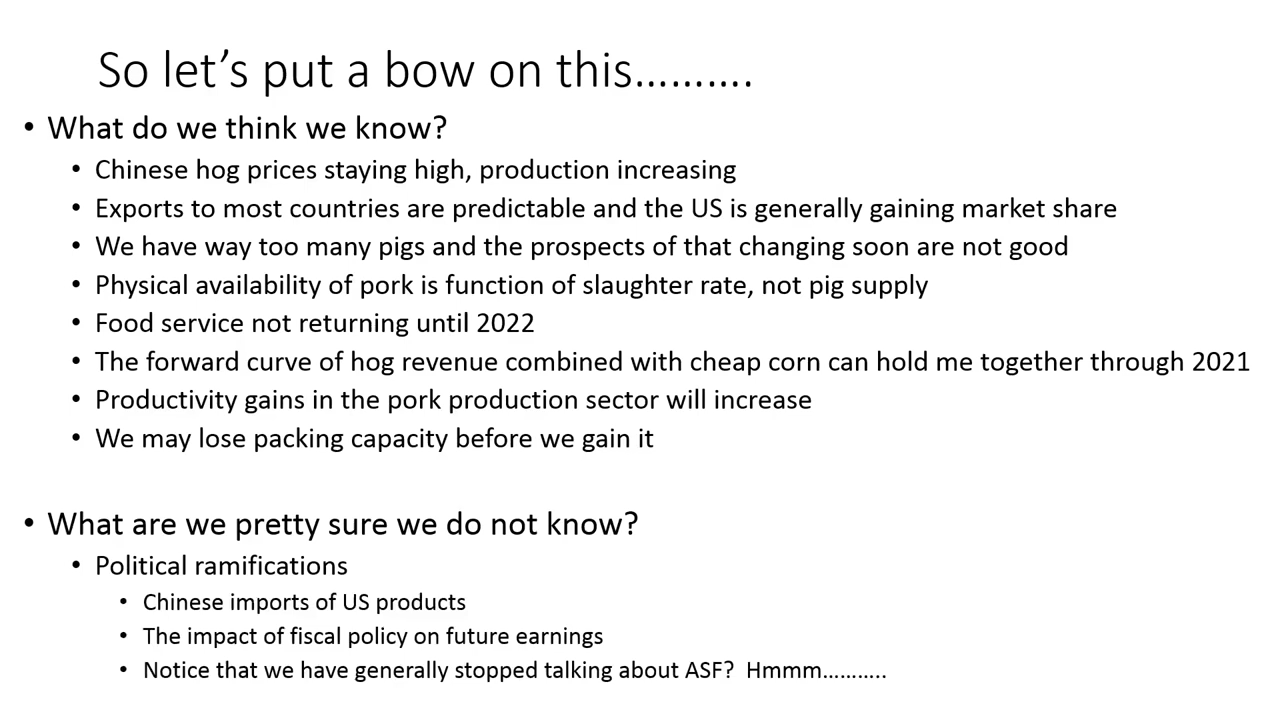 So let’s put a bow on this……….
• What do we think we know?
• Chinese hog prices staying high, production increasing
• Exports to most countries are predictable and the US is generally gaining market share
• We have way too many pigs and the prospects of that changing soon are not good
• Physical availability of pork is function of slaughter rate, not pig supply
• Food service not returning until 2022
• The forward curve of hog revenue combined with cheap corn can hold me together through 2021
• Productivity gains in the pork production sector will increase
• We may lose packing capacity before we gain it
• What are we pretty sure we do not know?
• Political ramifications
• Chinese imports of US products
• The impact of fiscal policy on future earnings
• Notice that we have generally stopped talking about ASF?  Hmmm………..